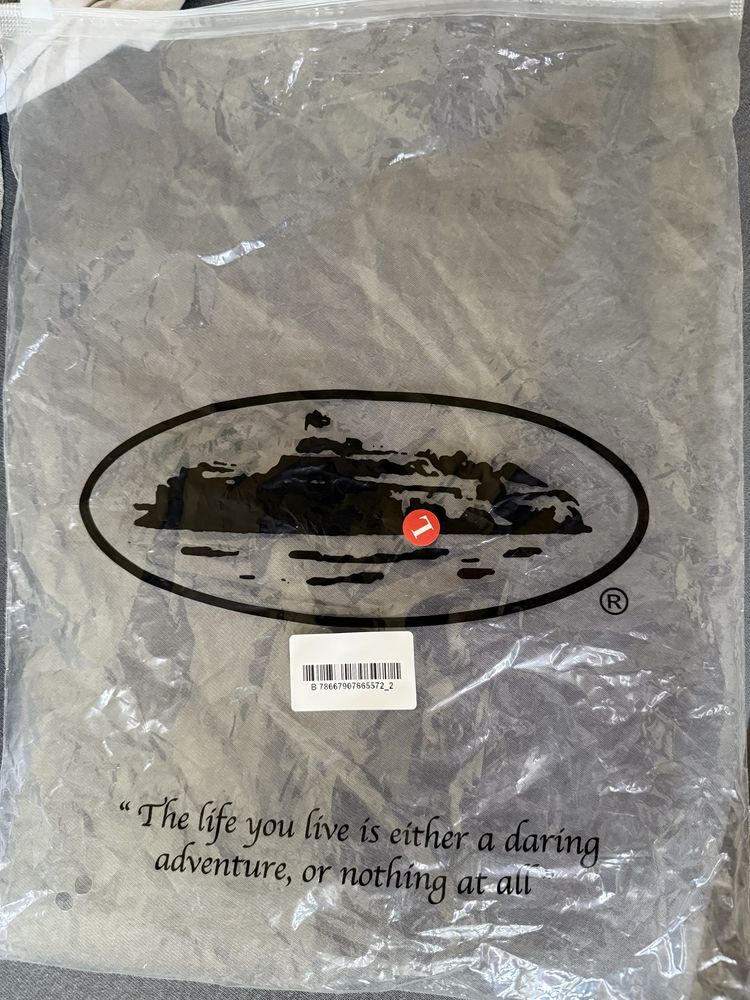 L
®
B 78667907665572_2
“ The life you live is either a daring
adventure, or nothing at all